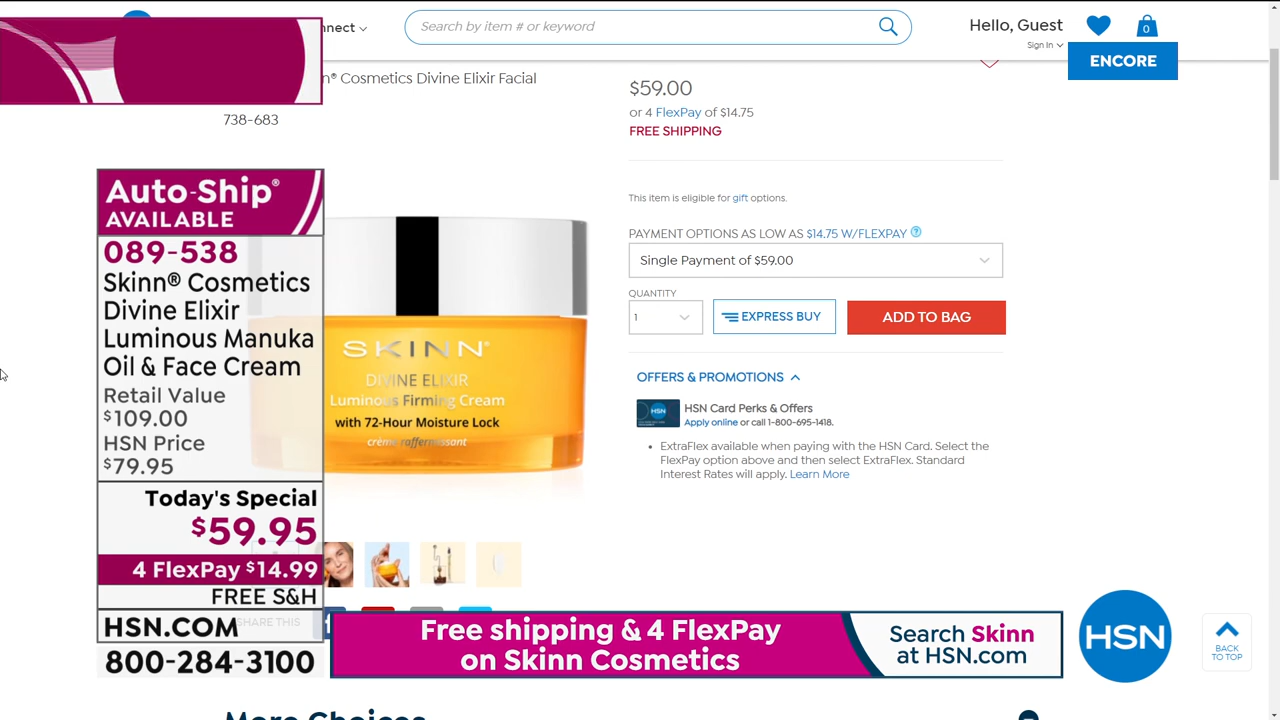 nnect
Search by item # or keyword
Hello, Guest
Sign In
0
ENCORE
n® Cosmetics Divine Elixir Facial
738-683
$59.00
or 4 FlexPay of $14.75
FREE SHIPPING
This item is eligible for gift options.
PAYMENT OPTIONS AS LOW AS $14.75 W/FLEXPAY ?
Single Payment of $59.00
QUANTITY
1
EXPRESS BUY
ADD TO BAG
OFFERS & PROMOTIONS
HSN
HSN Card Perks & Offers
Apply online or call 1-800-695-1418.
ExtraFlex available when paying with the HSN Card. Select the
FlexPay option above and then select ExtraFlex. Standard
Interest Rates will apply. Learn More
Auto-Ship®
AVAILABLE
089-538
Skinn® Cosmetics
Divine Elixir
Luminous Manuka
Oil & Face Cream
Retail Value
$109.00
HSN Price
$79.95
Today's Special
$59.95
4 FlexPay $14.99
FREE S&H
HSN.COM
SHARE THIS
800-284-3100
SKINN®
DIVINE ELIXIR
Luminous Firming Cream
with 72-Hour Moisture Lock
crème raffermissant
Free shipping & 4 FlexPay
on Skinn Cosmetics
Search Skinn
at HSN.com
HSN
BACK
TO TOP
More Choices